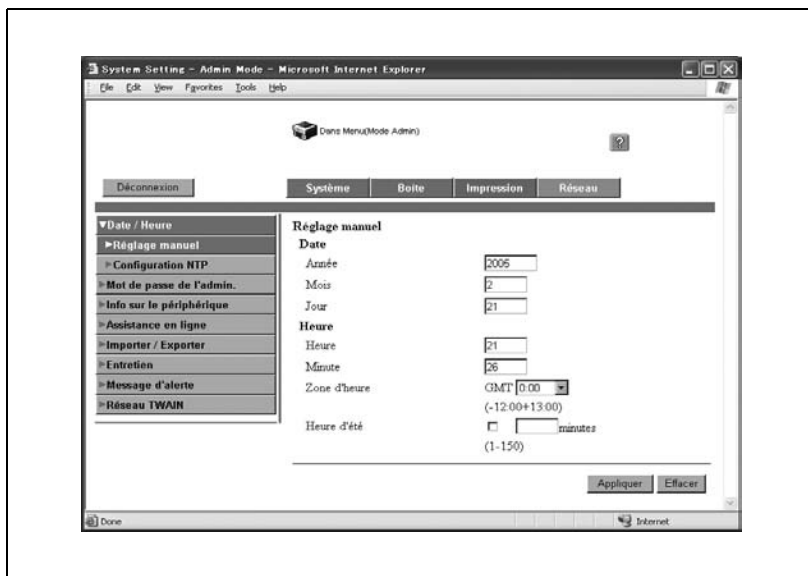 System Setting - Admin Mode - Microsoft Internet Explorer
File Edit View Favorites Tools Help
Dans Menu(Mode Admin)
?
Déconnexion
Système Boîte Impression Réseau
Date / Heure
Réglage manuel
Configuration NTP
Mot de passe de l'admin.
Info sur le périphérique
Assistance en ligne
Importer / Exporter
Entretien
Message d'alerte
Réseau TWAIN
Réglage manuel
Date
Année 2005
Mois 2
Jour 21
Heure
Heure 21
Minute 26
Zone d'heure GMT 0:00
(-12:00+13:00)
Heure d'été minutes
(1-150)
Appliquer Effacer
Done Internet